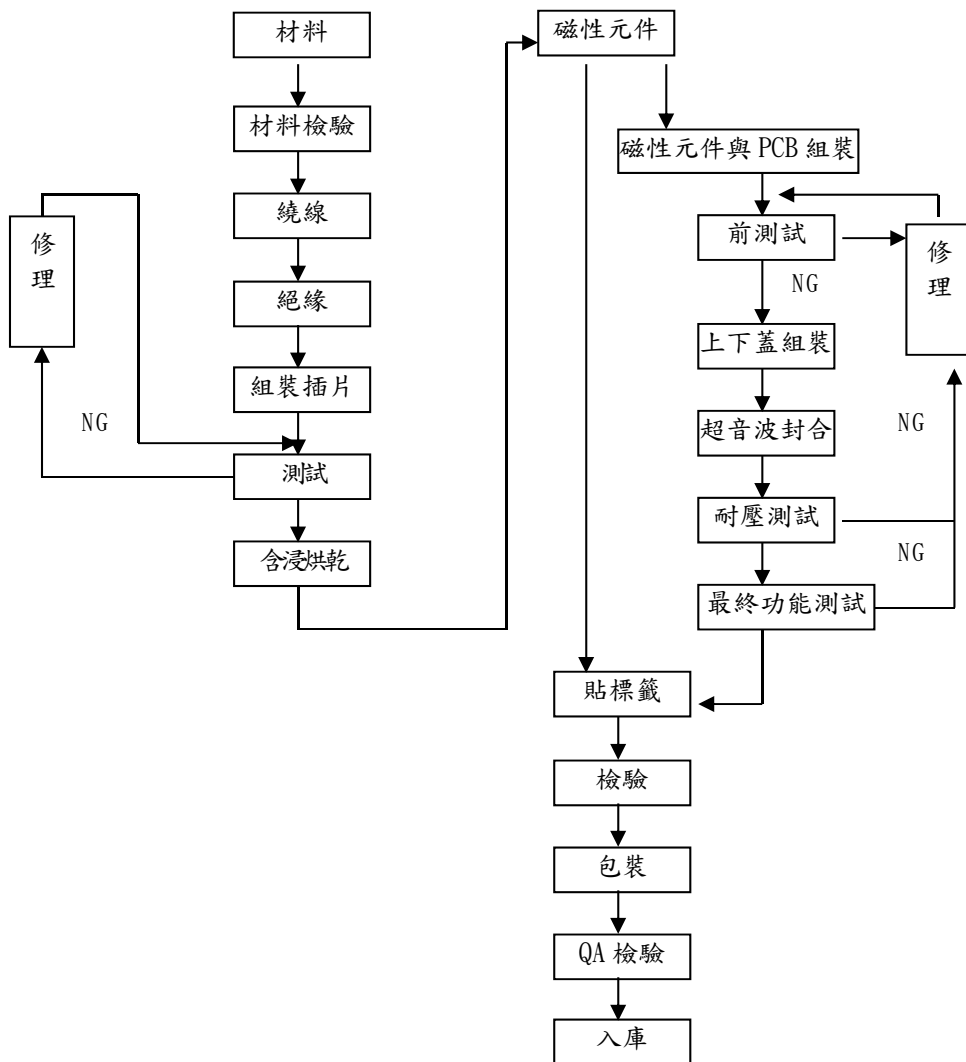 材料
材料檢驗
繞線
絕緣
組裝插片
測試
含浸烘乾
修
理
NG
磁性元件
磁性元件與 PCB 組裝
前測試
NG
修
理
上下蓋組裝
超音波封合
NG
耐壓測試
NG
最終功能測試
貼標籤
檢驗
包裝
QA 檢驗
入庫